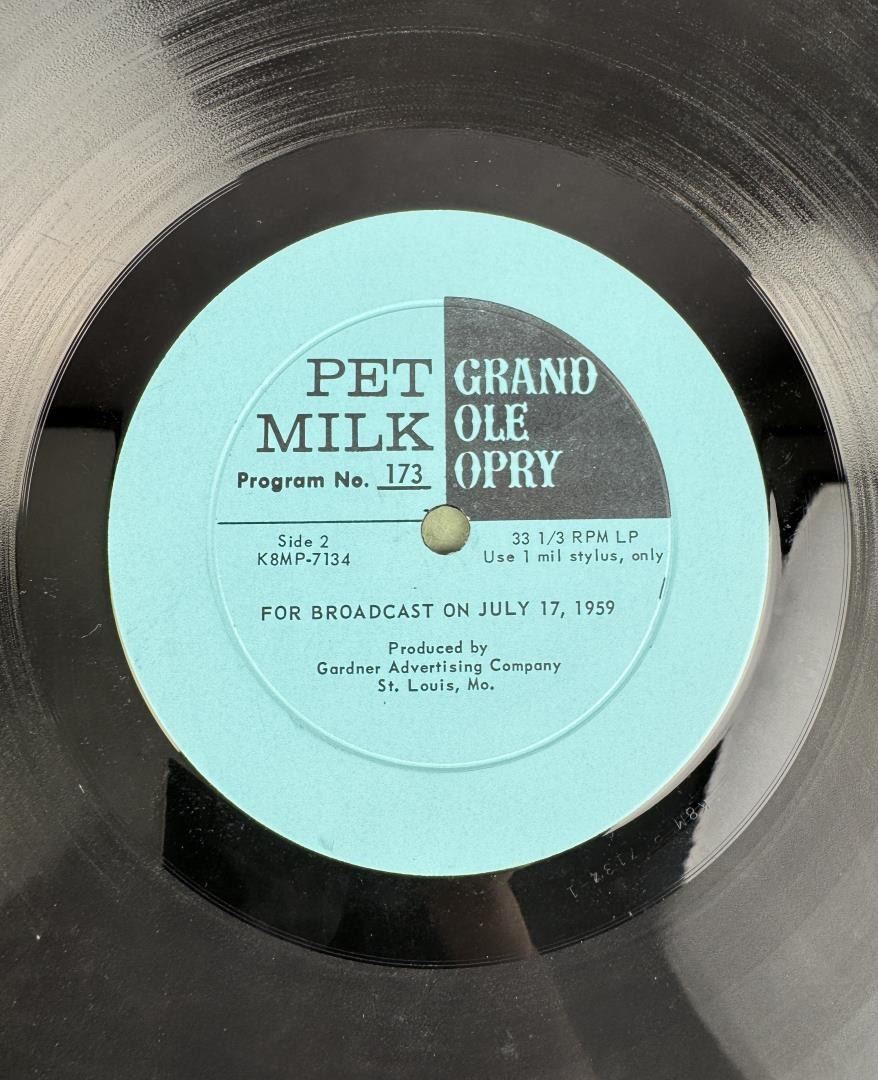 PET
MILK
Program No. 173
GRAND
OLE
OPRY
Side 2
K8MP-7134
33 1/3 RPM LP
Use 1 mil stylus, only
FOR BROADCAST ON JULY 17, 1959
Produced by
Gardner Advertising Company
St. Louis, Mo.